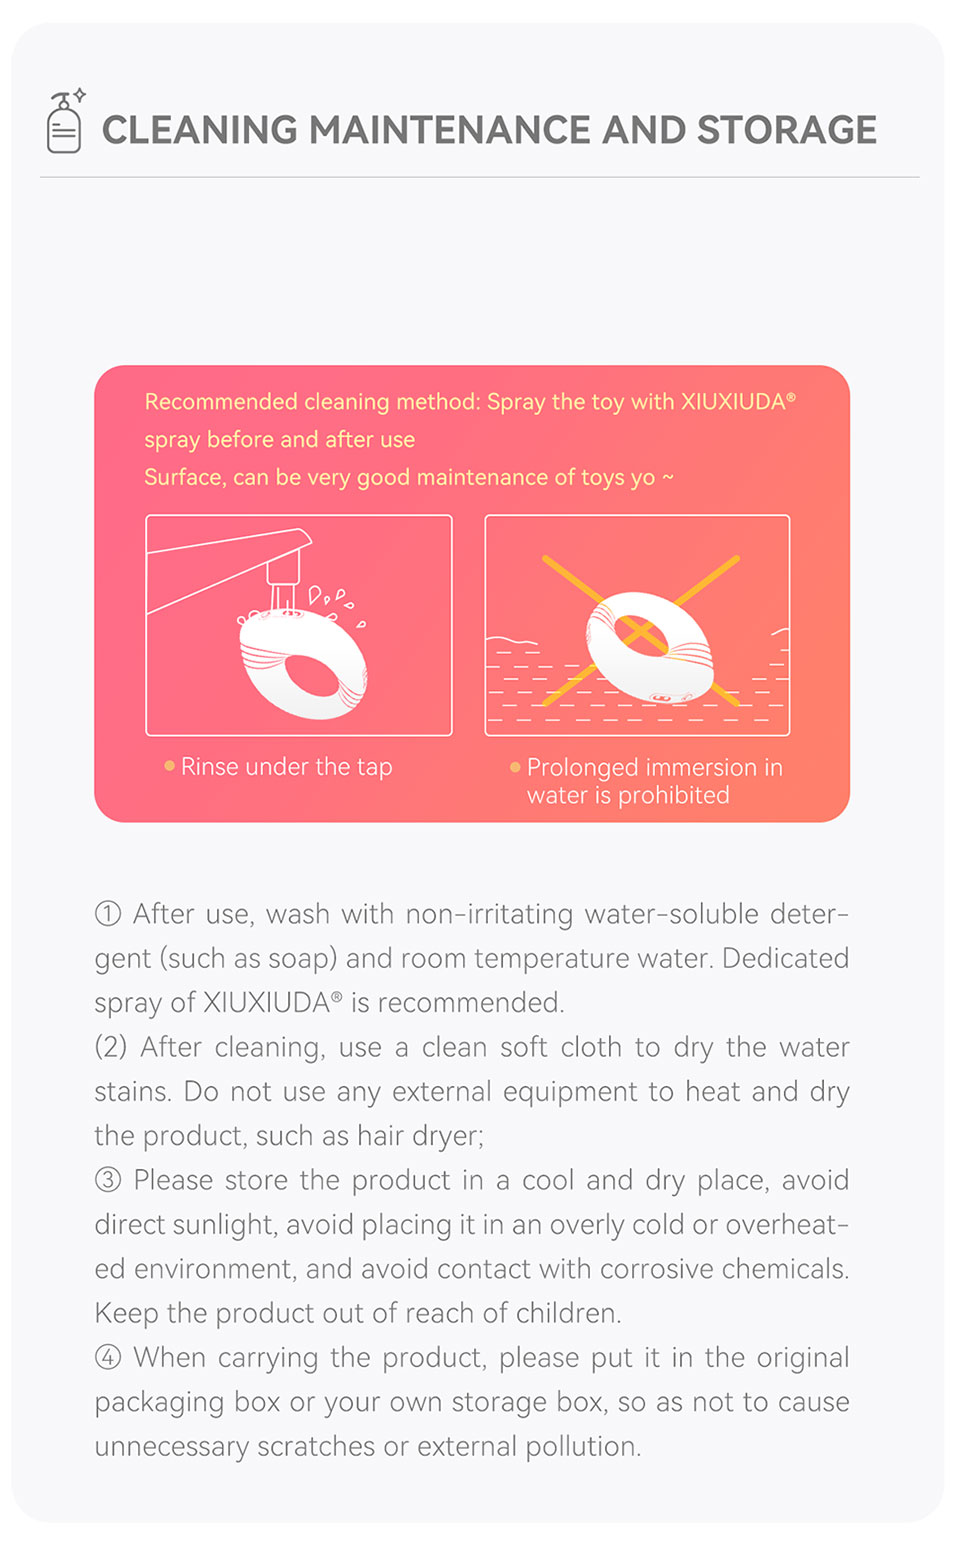 CLEANING MAINTENANCE AND STORAGE
Recommended cleaning method: Spray the toy with XIUXIUDA®
spray before and after use
Surface, can be very good maintenance of toys yo ~
Rinse under the tap
Prolonged immersion in
water is prohibited
① After use, wash with non-irritating water-soluble deter-
gent (such as soap) and room temperature water. Dedicated
spray of XIUXIUDA® is recommended.
(2) After cleaning, use a clean soft cloth to dry the water
stains. Do not use any external equipment to heat and dry
the product, such as hair dryer;
③ Please store the product in a cool and dry place, avoid
direct sunlight, avoid placing it in an overly cold or overheat-
ed environment, and avoid contact with corrosive chemicals.
Keep the product out of reach of children.
④ When carrying the product, please put it in the original
packaging box or your own storage box, so as not to cause
unnecessary scratches or external pollution.